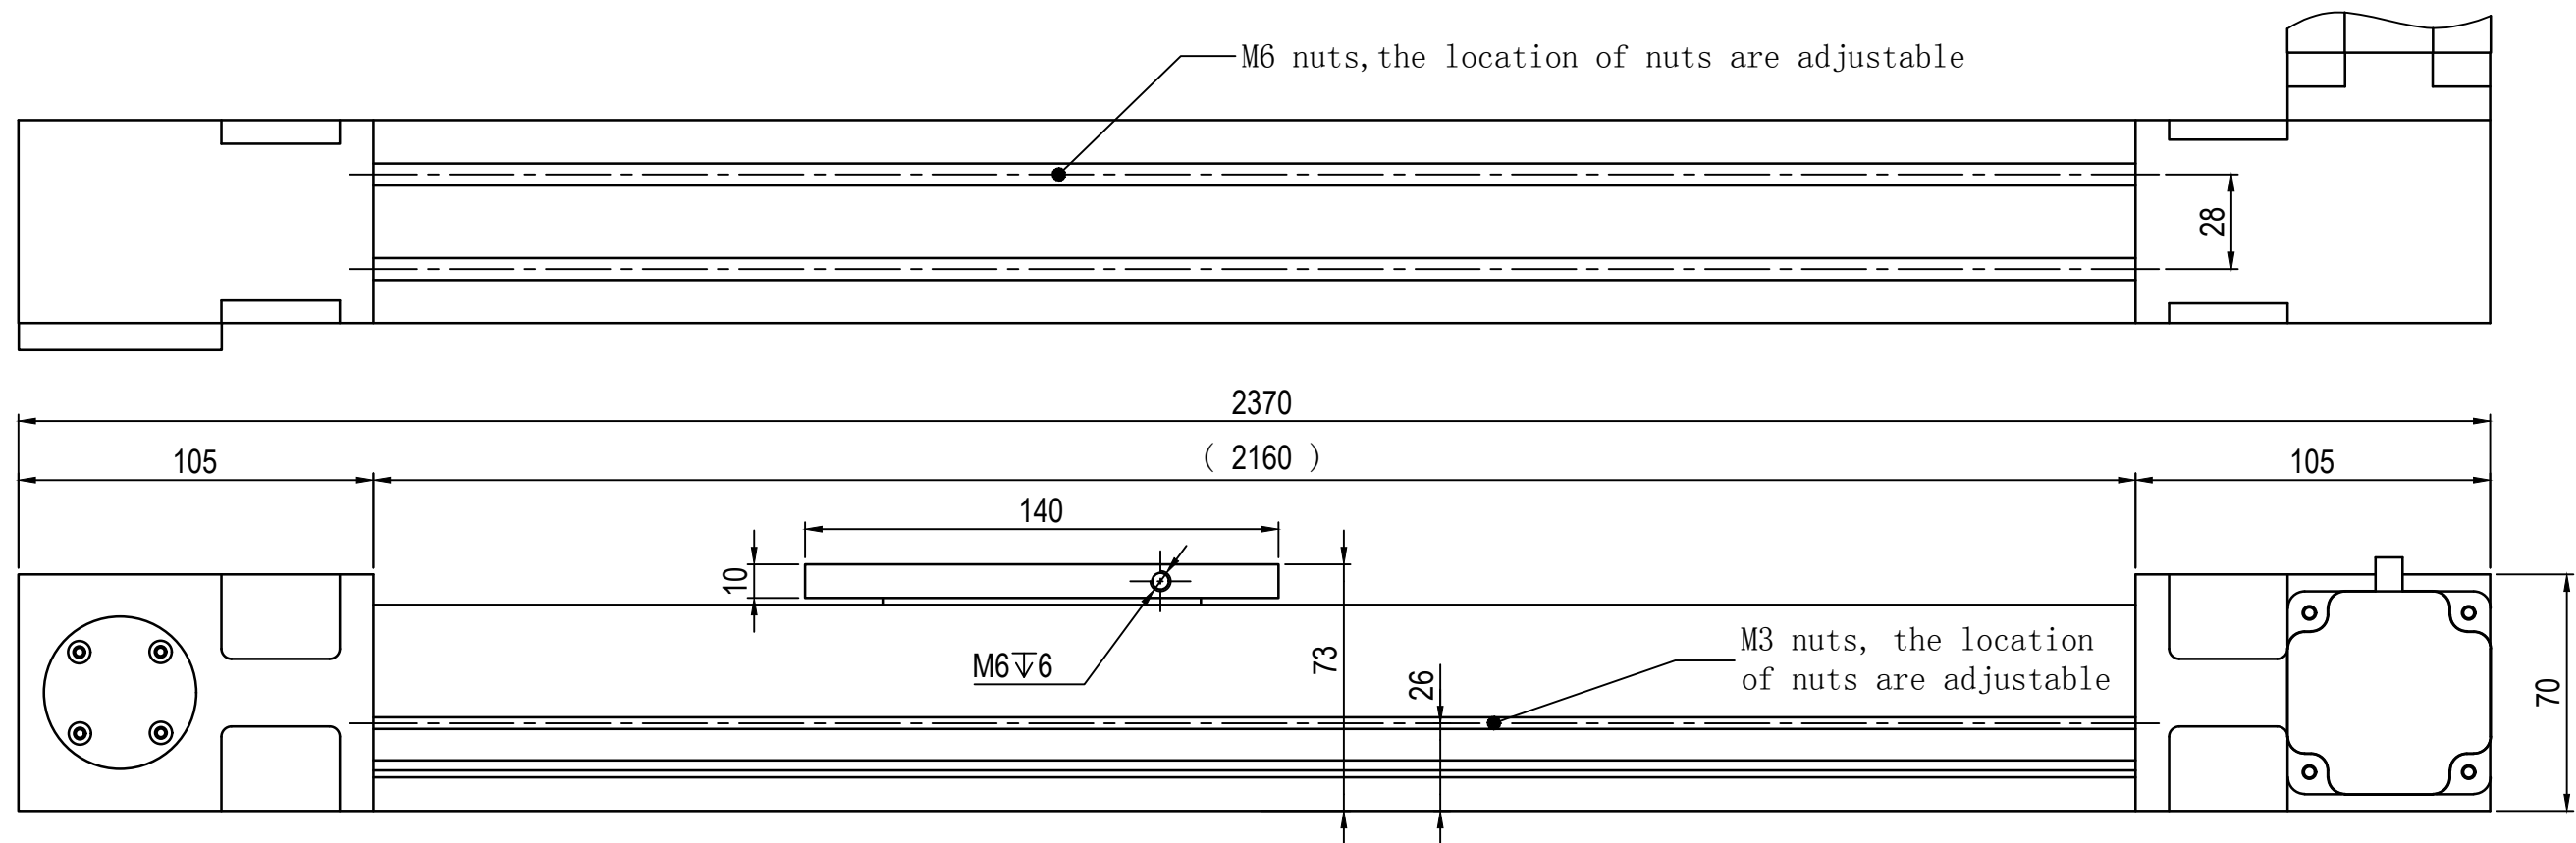 M6 nuts,the location of nuts are adjustable
28
2370
105
( 2160 )
105
140
10
M6↧6
73
26
M3 nuts, the location
of nuts are adjustable
70